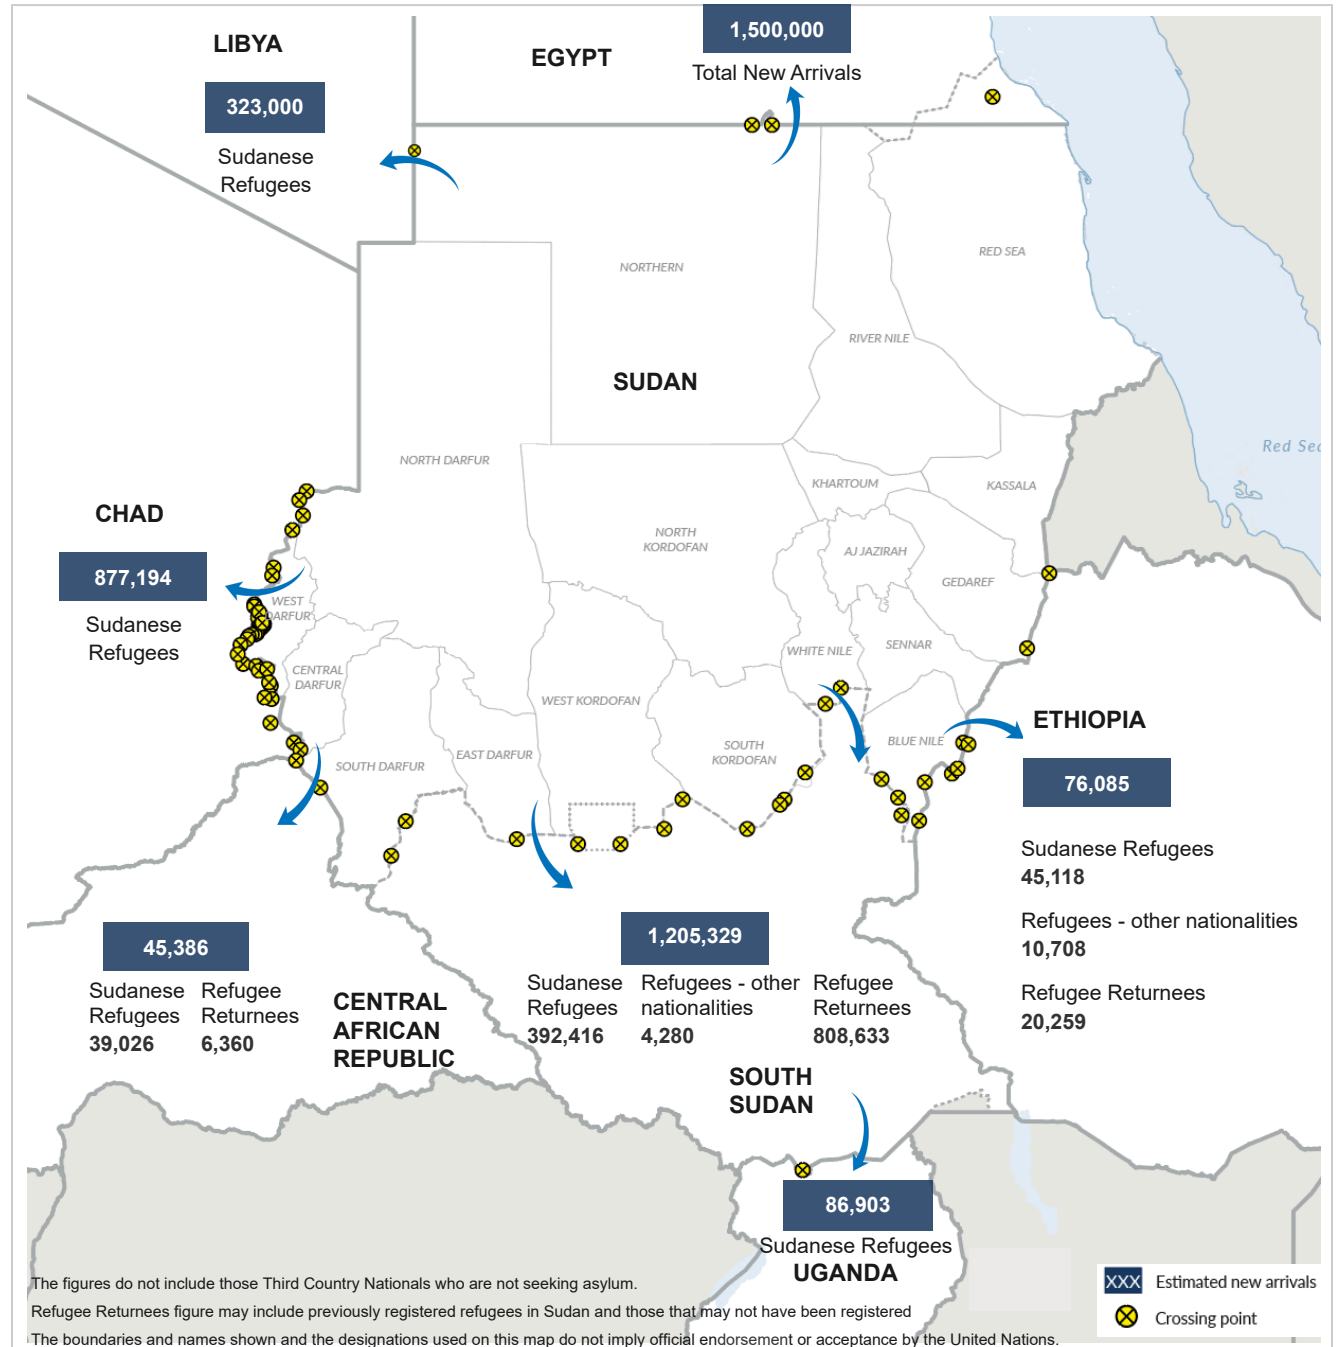 LIBYA
323,000
Sudanese
Refugees
EGYPT
1,500,000
Total New Arrivals
NORTHERN
RED SEA
RIVER NILE
SUDAN
NORTH DARFUR
Red Sea
KHARTOUM
KASSALA
CHAD
877,194
Sudanese
Refugees
NORTH
KORDOFAN
AJ JAZIRAH
GEDAREF
WEST
DARFUR
CENTRAL
DARFUR
WHITE NILE
SENNAR
WEST KORDOFAN
SOUTH
KORDOFAN
BLUE NILE
EAST DARFUR
SOUTH DARFUR
ETHIOPIA
76,085
Sudanese Refugees
45,118
Refugees - other nationalities
10,708
Refugee Returnees
20,259
45,386
Sudanese Refugee
Refugees Returnees
39,026 6,360
CENTRAL
AFRICAN
REPUBLIC
1,205,329
Sudanese Refugees - other Refugee
Refugees nationalities Returnees
392,416 4,280 808,633
SOUTH
SUDAN
86,903
Sudanese Refugees
UGANDA
The figures do not include those Third Country Nationals who are not seeking asylum.
Refugee Returnees figure may include previously registered refugees in Sudan and those that may not have been registered
The boundaries and names shown and the designations used on this map do not imply official endorsement or acceptance by the United Nations.
XXX Estimated new arrivals
Crossing point